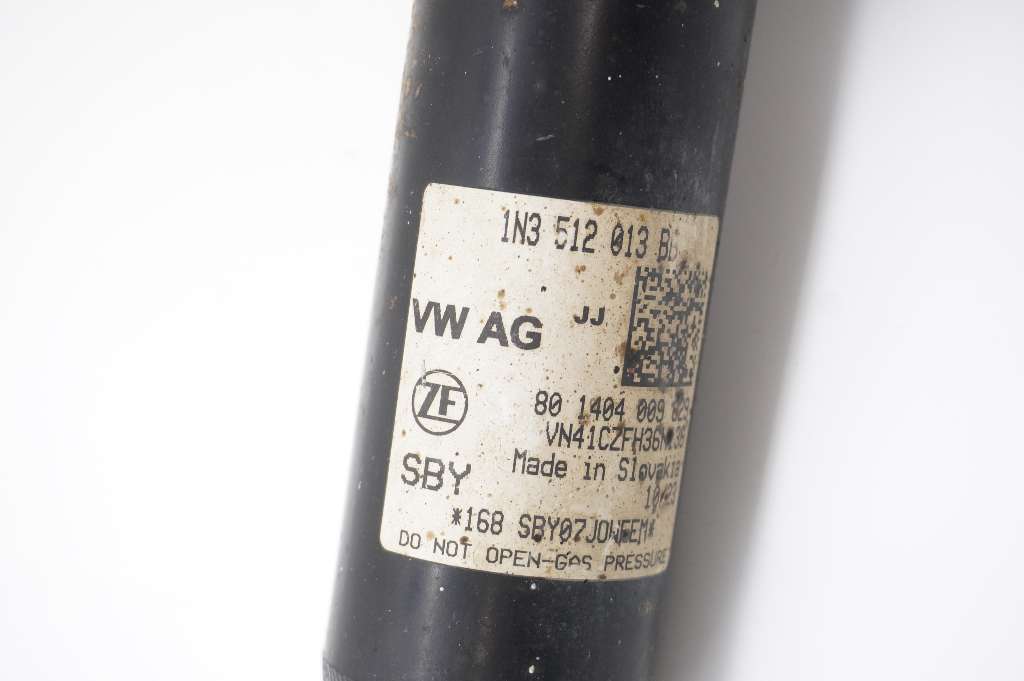 1N3 512 013
VW AG JJ
ZF
80 1404 009
SBY
Made in Slovakia
*168
DO NOT OPEN-GAS PRESSURE